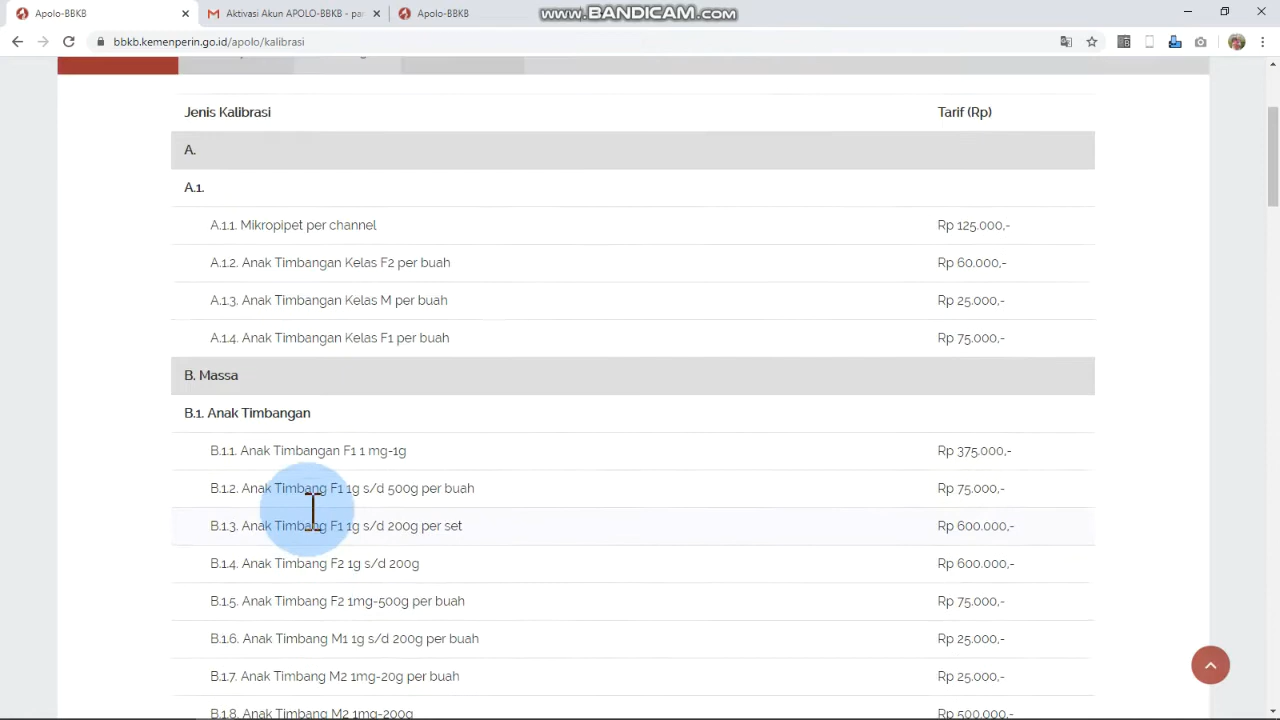 Apolo-BBKB
Aktivasi Akun APOLO-BBKB - pa
Apolo-BBKB
www.BANDICAM.com
bbkb.kemenperin.go.id/apolo/kalibrasi
Jenis Kalibrasi Tarif (Rp)
A.
A.1.
A.1.1. Mikropipet per channel Rp 125.000,-
A.1.2. Anak Timbangan Kelas F2 per buah Rp 60.000,-
A.1.3. Anak Timbangan Kelas M per buah Rp 25.000,-
A.1.4. Anak Timbangan Kelas F1 per buah Rp 75.000,-
B. Massa
B.1. Anak Timbangan
B.1.1. Anak Timbangan F1 1 mg-1g Rp 375.000,-
B.1.2. Anak Timbang F1 1g s/d 500g per buah Rp 75.000,-
B.1.3. Anak Timbang F1 1g s/d 200g per set Rp 600.000,-
B.1.4. Anak Timbang F2 1g s/d 200g Rp 600.000,-
B.1.5. Anak Timbang F2 1mg-500g per buah Rp 75.000,-
B.1.6. Anak Timbang M1 1g s/d 200g per buah Rp 25.000,-
B.1.7. Anak Timbang M2 1mg-20g per buah Rp 25.000,-
B.1.8. Anak Timbang M2 1mg-200g Rp 500.000,-